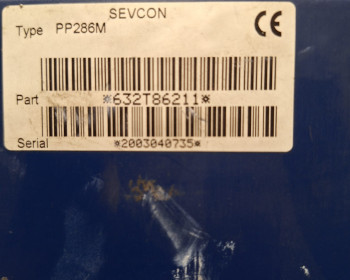 SEVCON
Type PP286M
CE
Part *632T86211*
Serial *2003040735*